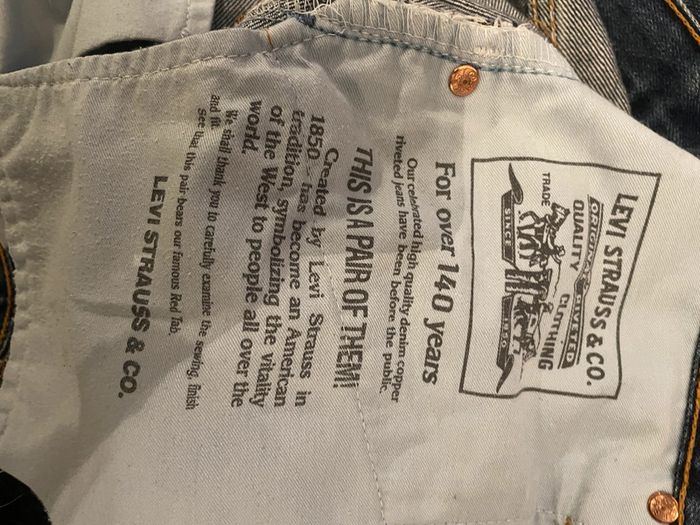 LEVI STRAUSS & CO.
ORIGINAL RIVETED
QUALITY CLOTHING
TRADE
SINCE 1850
For over 140 years
Our celebrated high quality denim copper
riveted jeans have been before the public.
THIS IS A PAIR OF THEM!
Created by Levi Strauss in
1850 - has become an American
tradition, symbolizing the vitality
of the West to people all over the
world.
We shall thank you to carefully examine the sewing, finish
and fit.
See that this pair bears our famous Red Tab.
LEVI STRAUSS & CO.